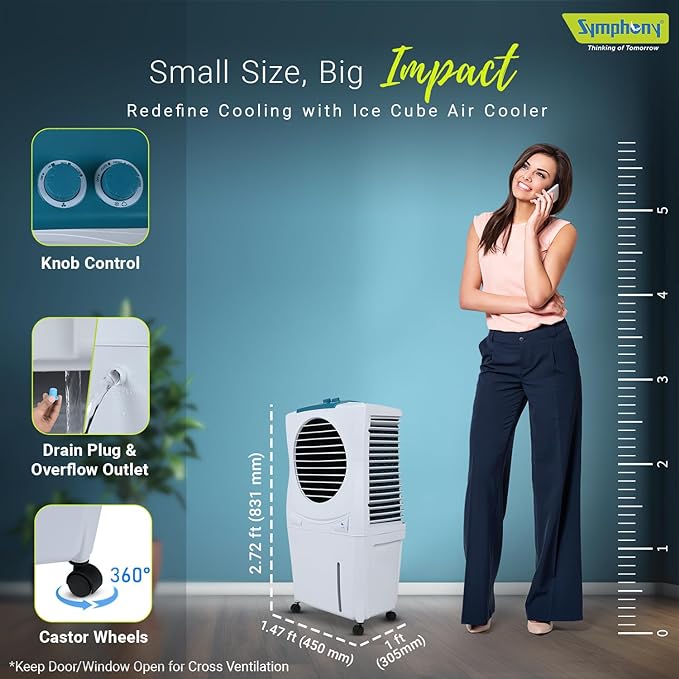 Symphony
Thinking of Tomorrow
Small Size, Big Impact
Redefine Cooling with Ice Cube Air Cooler
Knob Control
Drain Plug &
Overflow Outlet
360°
Castor Wheels
2.72 ft (831 mm)
1.47 ft (450 mm)
1 ft
(305mm)
5
4
3
2
1
0
*Keep Door/Window Open for Cross Ventilation